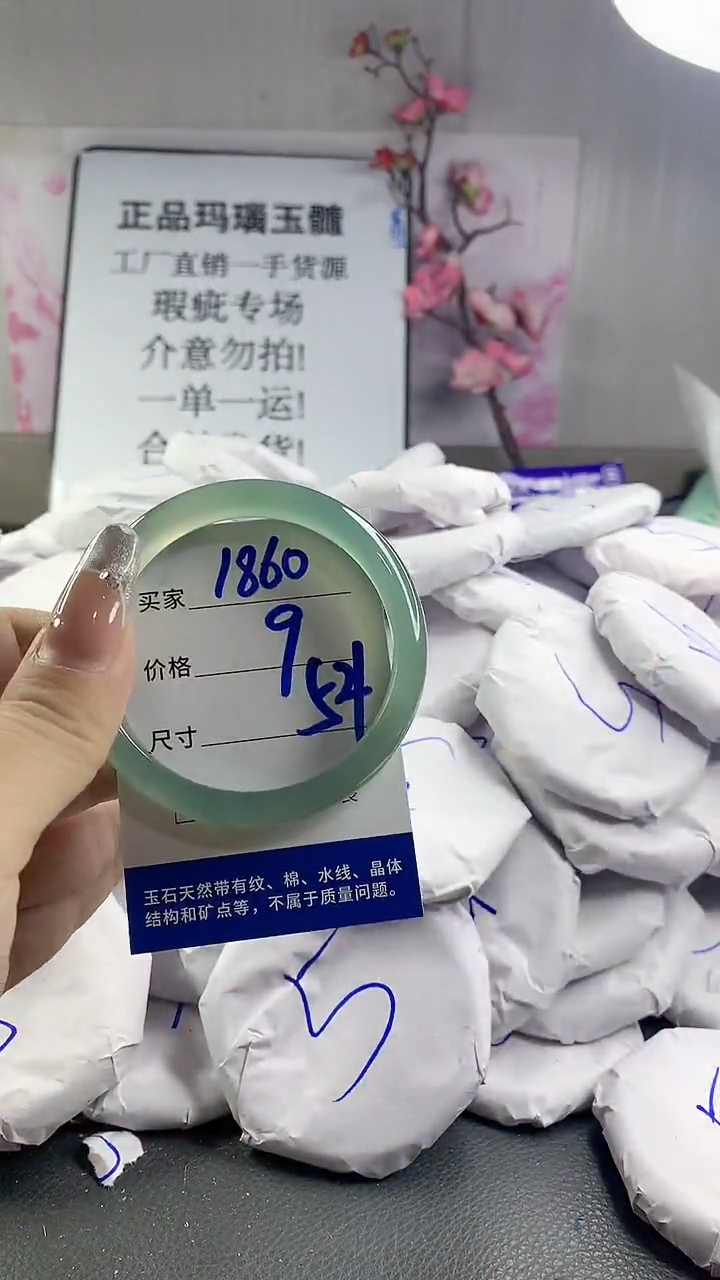 正品玛瑙玉髓
工厂直销一手货源
瑕疵专场
介意勿拍!
一单一运!
买家 1860
价格 9
尺寸 54
玉石天然带有纹、棉、水线、晶体
结构和矿点等，不属于质量问题。
5